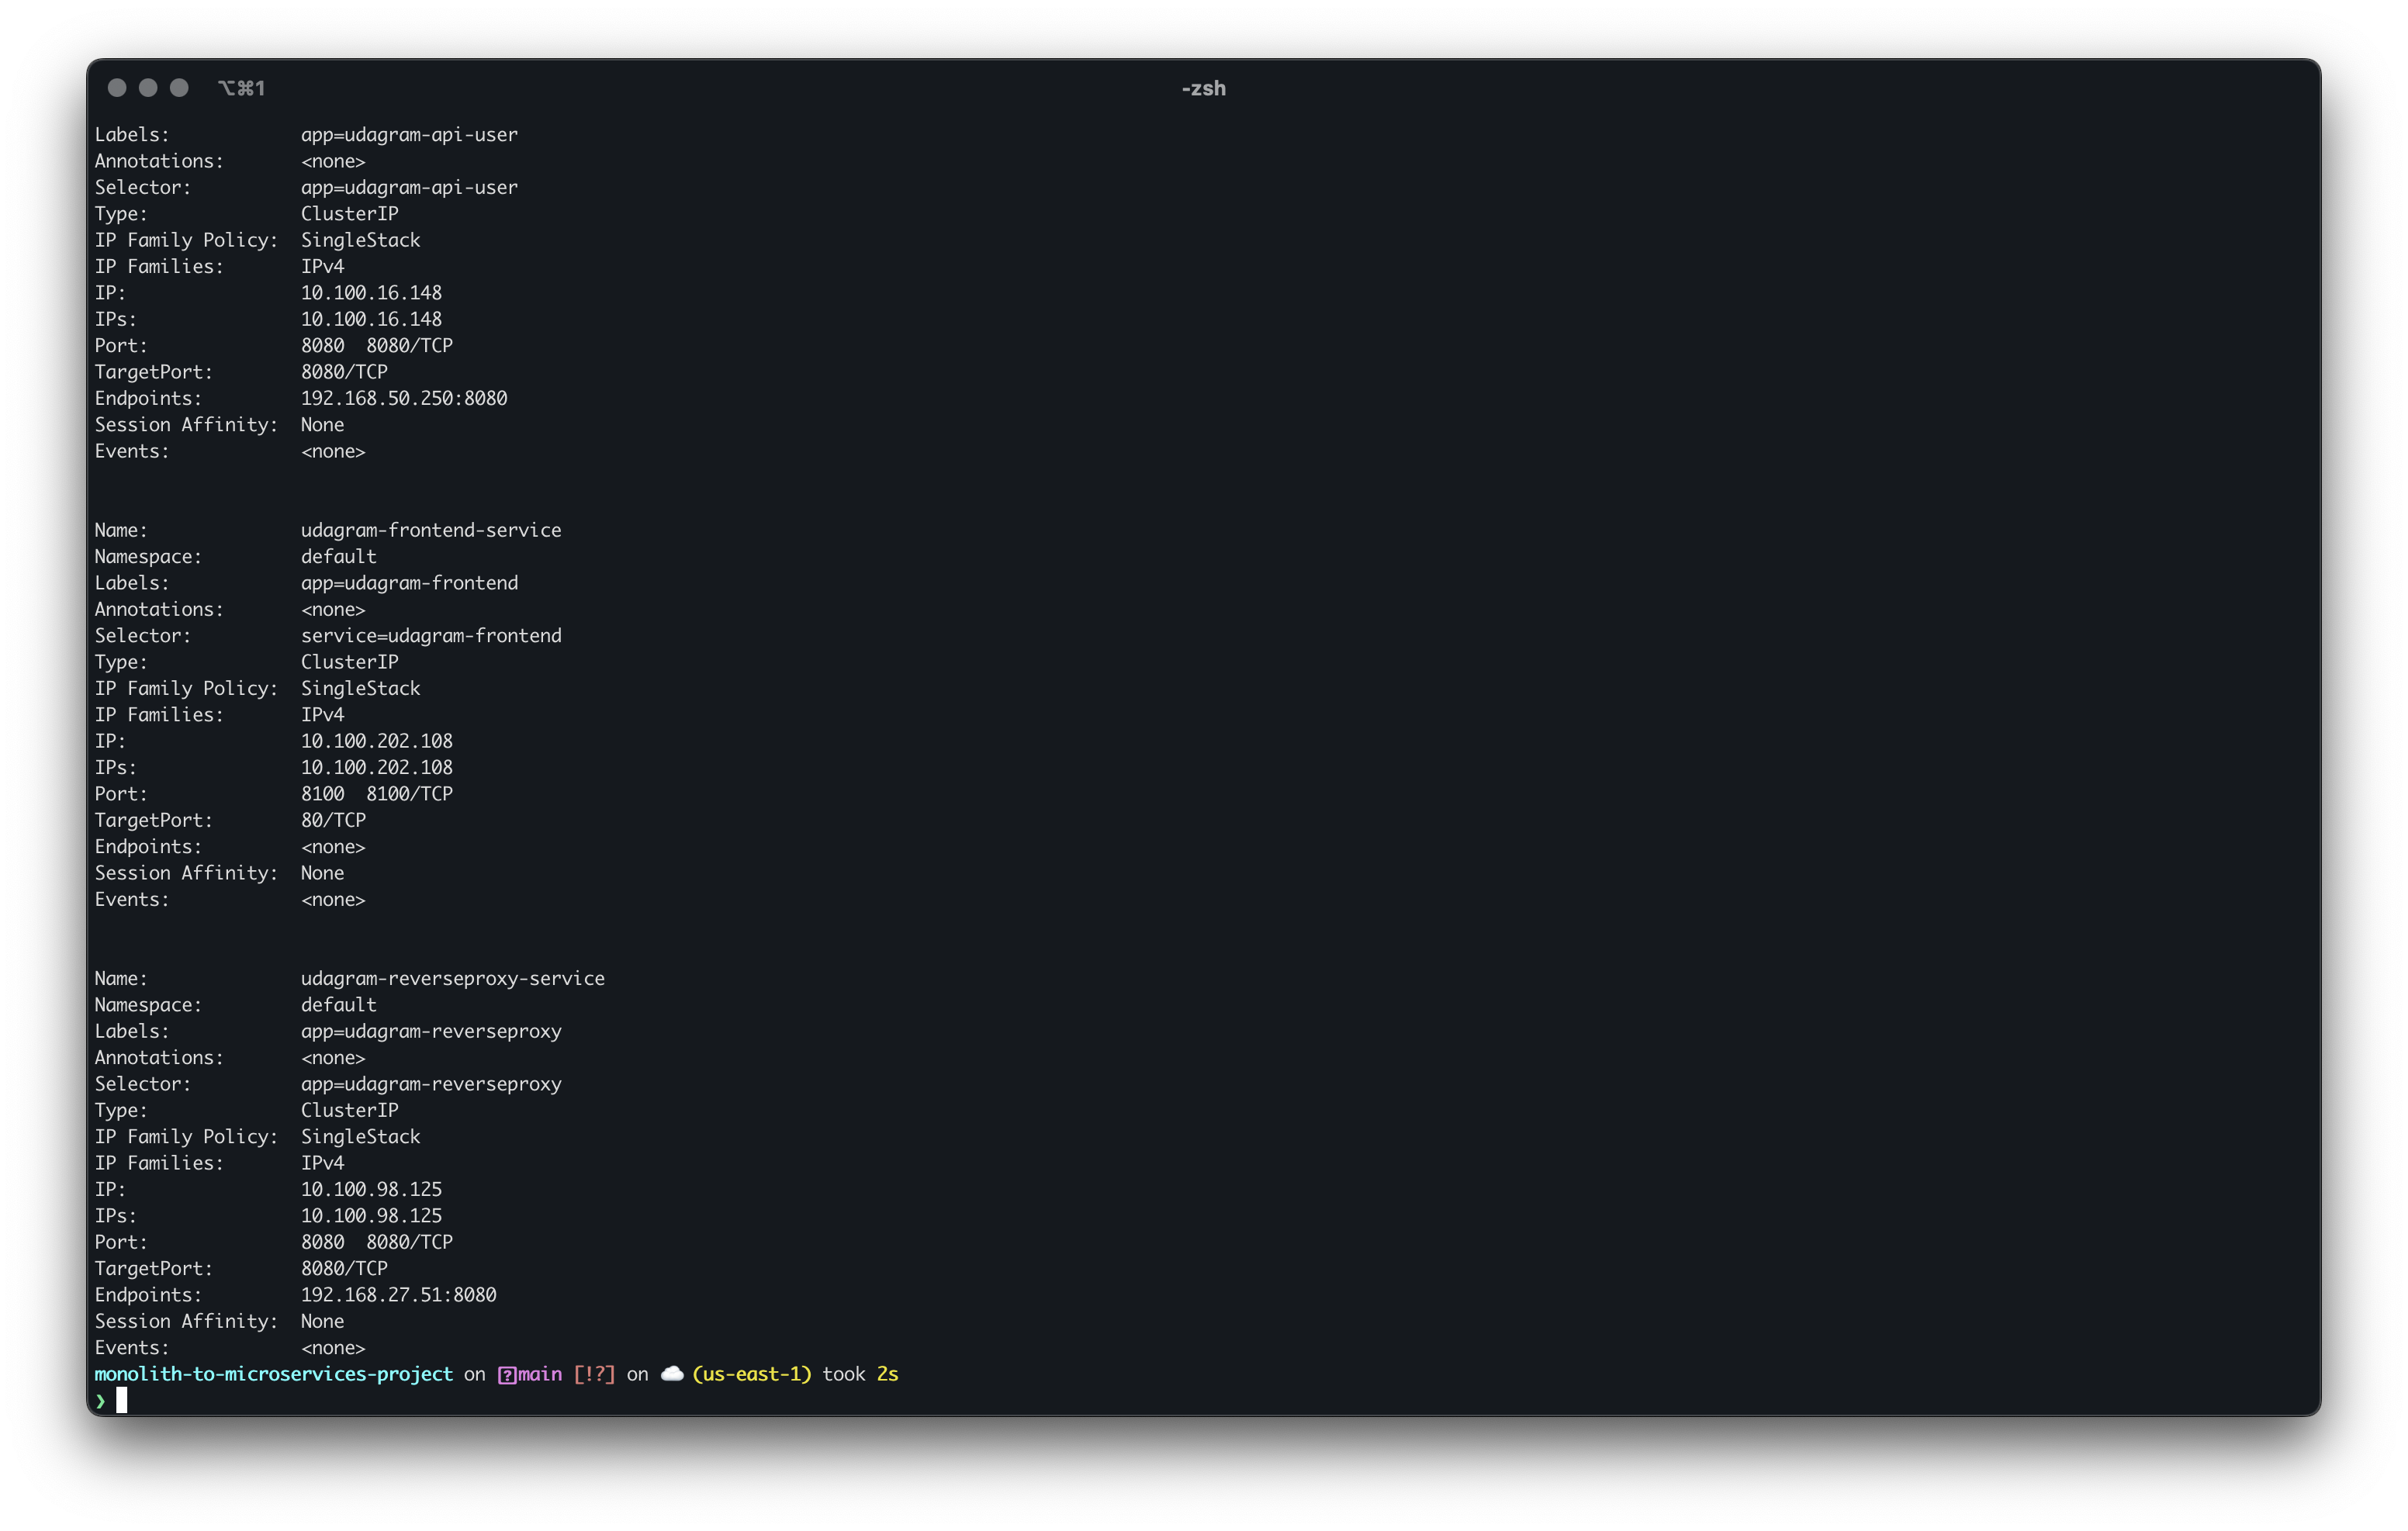 ⌥⌘1
-zsh
Labels:            app=udagram-api-user
Annotations:       <none>
Selector:          app=udagram-api-user
Type:              ClusterIP
IP Family Policy:  SingleStack
IP Families:       IPv4
IP:                10.100.16.148
IPs:               10.100.16.148
Port:              8080  8080/TCP
TargetPort:        8080/TCP
Endpoints:         192.168.50.250:8080
Session Affinity:  None
Events:            <none>
Name:              udagram-frontend-service
Namespace:         default
Labels:            app=udagram-frontend
Annotations:       <none>
Selector:          service=udagram-frontend
Type:              ClusterIP
IP Family Policy:  SingleStack
IP Families:       IPv4
IP:                10.100.202.108
IPs:               10.100.202.108
Port:              8100  8100/TCP
TargetPort:        80/TCP
Endpoints:         <none>
Session Affinity:  None
Events:            <none>
Name:              udagram-reverseproxy-service
Namespace:         default
Labels:            app=udagram-reverseproxy
Annotations:       <none>
Selector:          app=udagram-reverseproxy
Type:              ClusterIP
IP Family Policy:  SingleStack
IP Families:       IPv4
IP:                10.100.98.125
IPs:               10.100.98.125
Port:              8080  8080/TCP
TargetPort:        8080/TCP
Endpoints:         192.168.27.51:8080
Session Affinity:  None
Events:            <none>
monolith-to-microservices-project on ⍰main [!?] on ☁️ (us-east-1) took 2s
❯